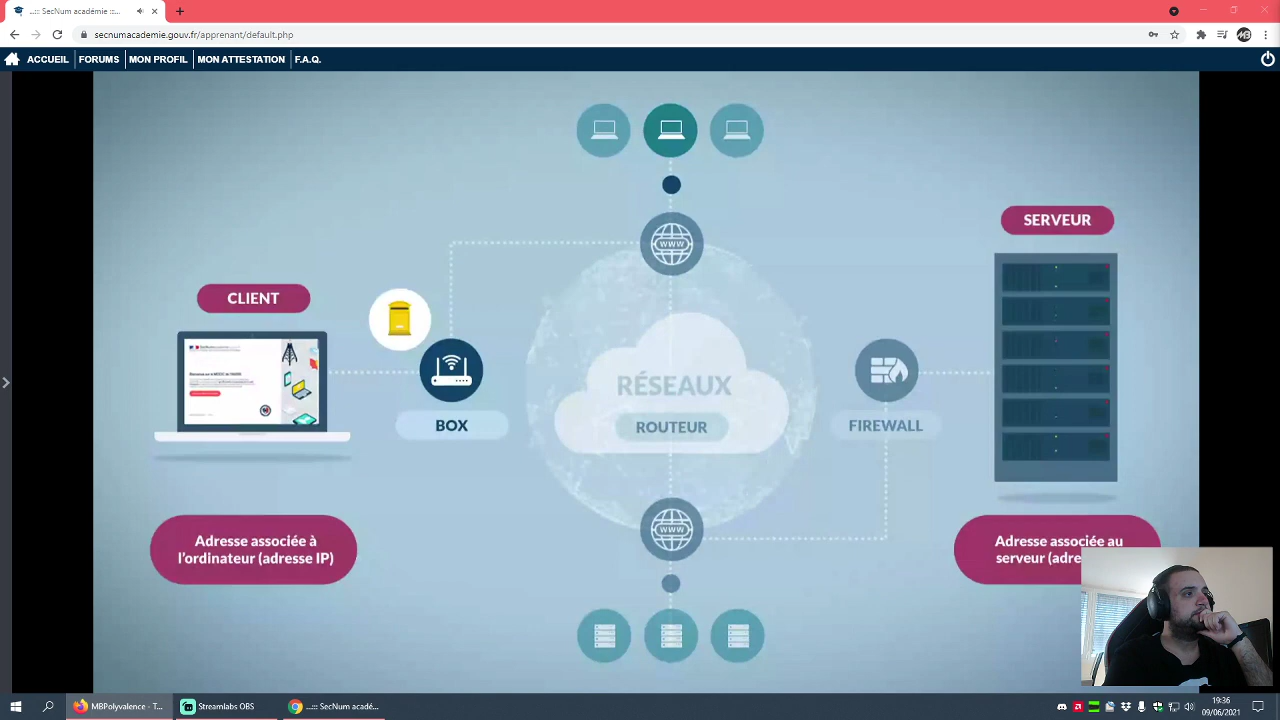 ..::: SecNum académie :::...
secnumacademie.gouv.fr/apprenant/default.php
ACCUEIL
FORUMS
MON PROFIL
MON ATTESTATION
F.A.Q.
SERVEUR
CLIENT
WWW
RÉSEAUX
BOX
ROUTEUR
FIREWALL
WWW
Adresse associée à
l'ordinateur (adresse IP)
Adresse associée au
serveur (adre
MBPolyvalence - T...
Streamlabs OBS
..::: SecNum acadé...
19:36
09/06/2021